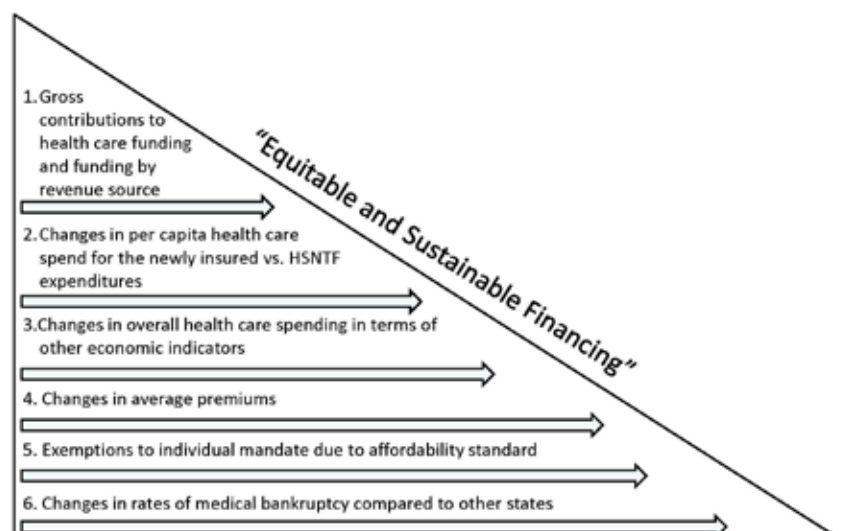 1.Gross
contributions to
health care funding
and funding by
revenue source
"Equitable and Sustainable Financing"
2.Changes in per capita health care
spend for the newly insured vs. HSNTF
expenditures
3.Changes in overall health care spending in terms of
other economic indicators
4. Changes in average premiums
5. Exemptions to individual mandate due to affordability standard
6. Changes in rates of medical bankruptcy compared to other states